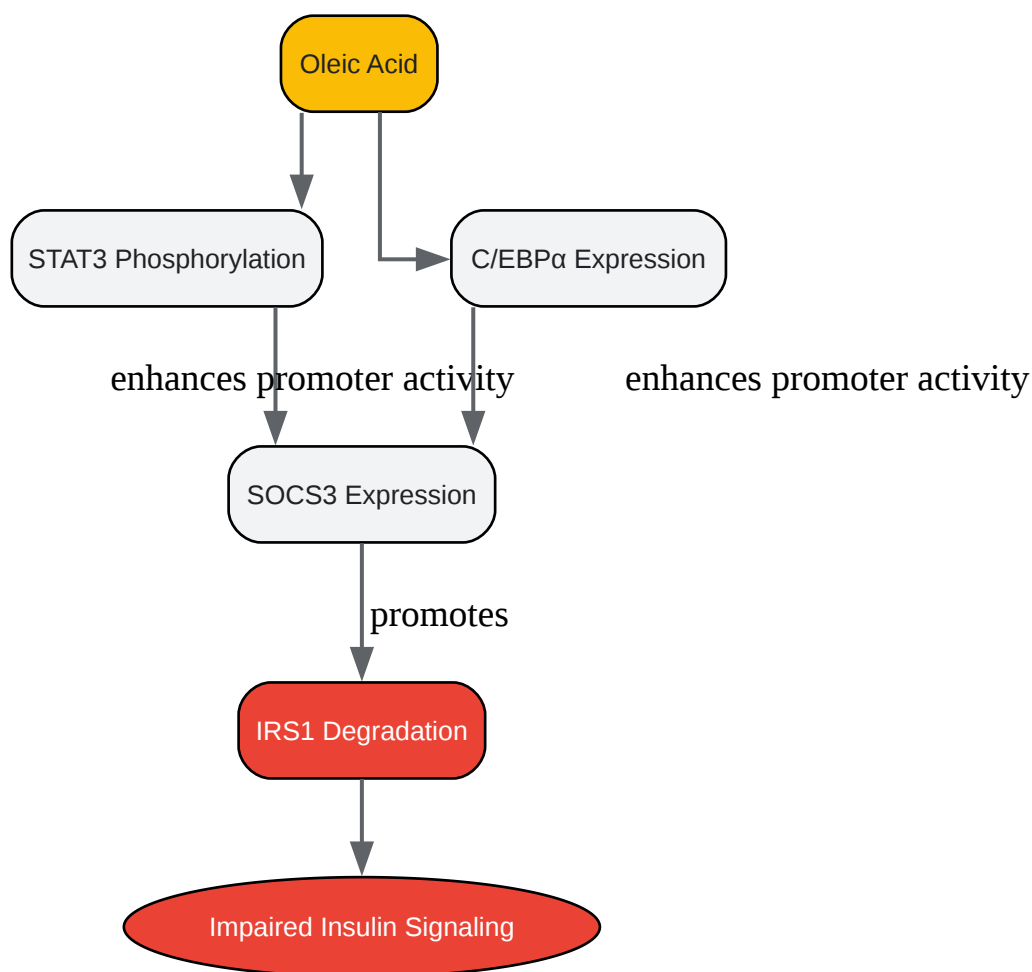 Oleic Acid
STAT3 Phosphorylation
C/EBPα Expression
enhances promoter activity
enhances promoter activity
SOCS3 Expression
promotes
IRS1 Degradation
Impaired Insulin Signaling